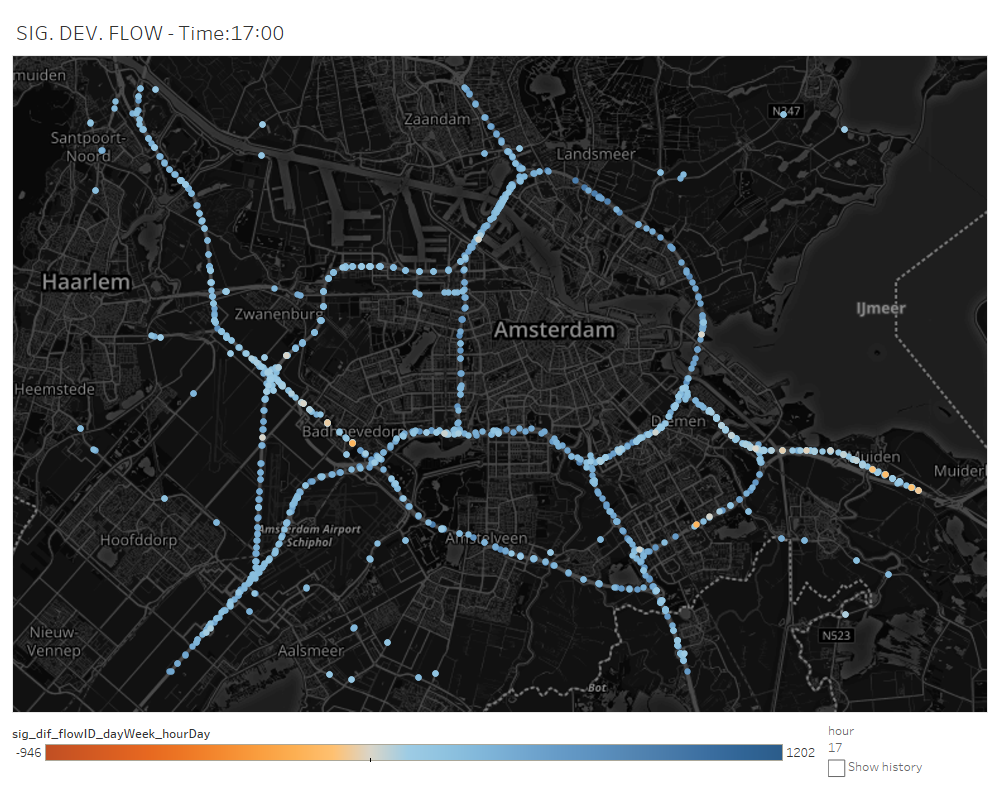 SIG. DEV. FLOW - Time:17:00
muiden
Zaandam
N247
Santpoort-
Noord
Landsmeer
Haarlem
Zwanenburg
IJmeer
Amsterdam
Heemstede
Badhoevedorp
Diemen
Muiden
Muider
Amsterdam Airport
Schiphol
Hoofddorp
Amstelveen
Nieuw-
Vennep
Aalsmeer
N523
Bot
sig_dif_flowID_dayWeek_hourDay
-946
1202
hour
17
Show history